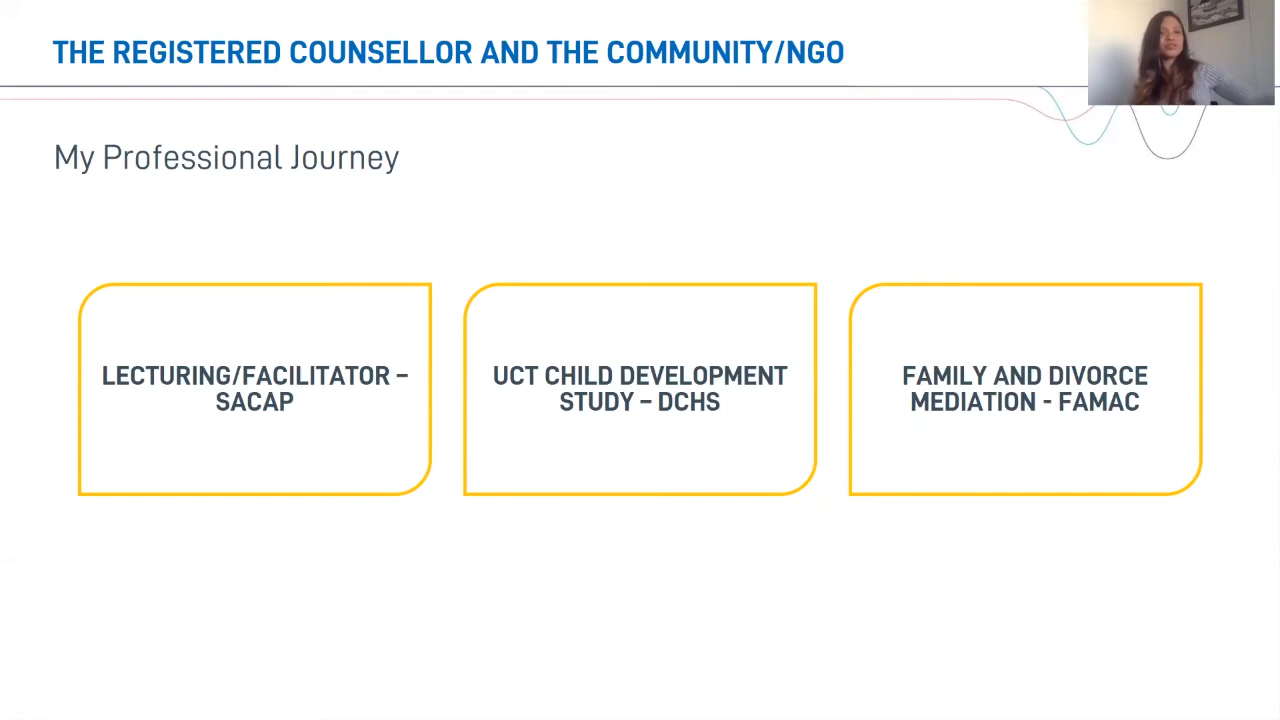 THE REGISTERED COUNSELLOR AND THE COMMUNITY/NGO
My Professional Journey
LECTURING/FACILITATOR –
SACAP
UCT CHILD DEVELOPMENT
STUDY – DCHS
FAMILY AND DIVORCE
MEDIATION - FAMAC